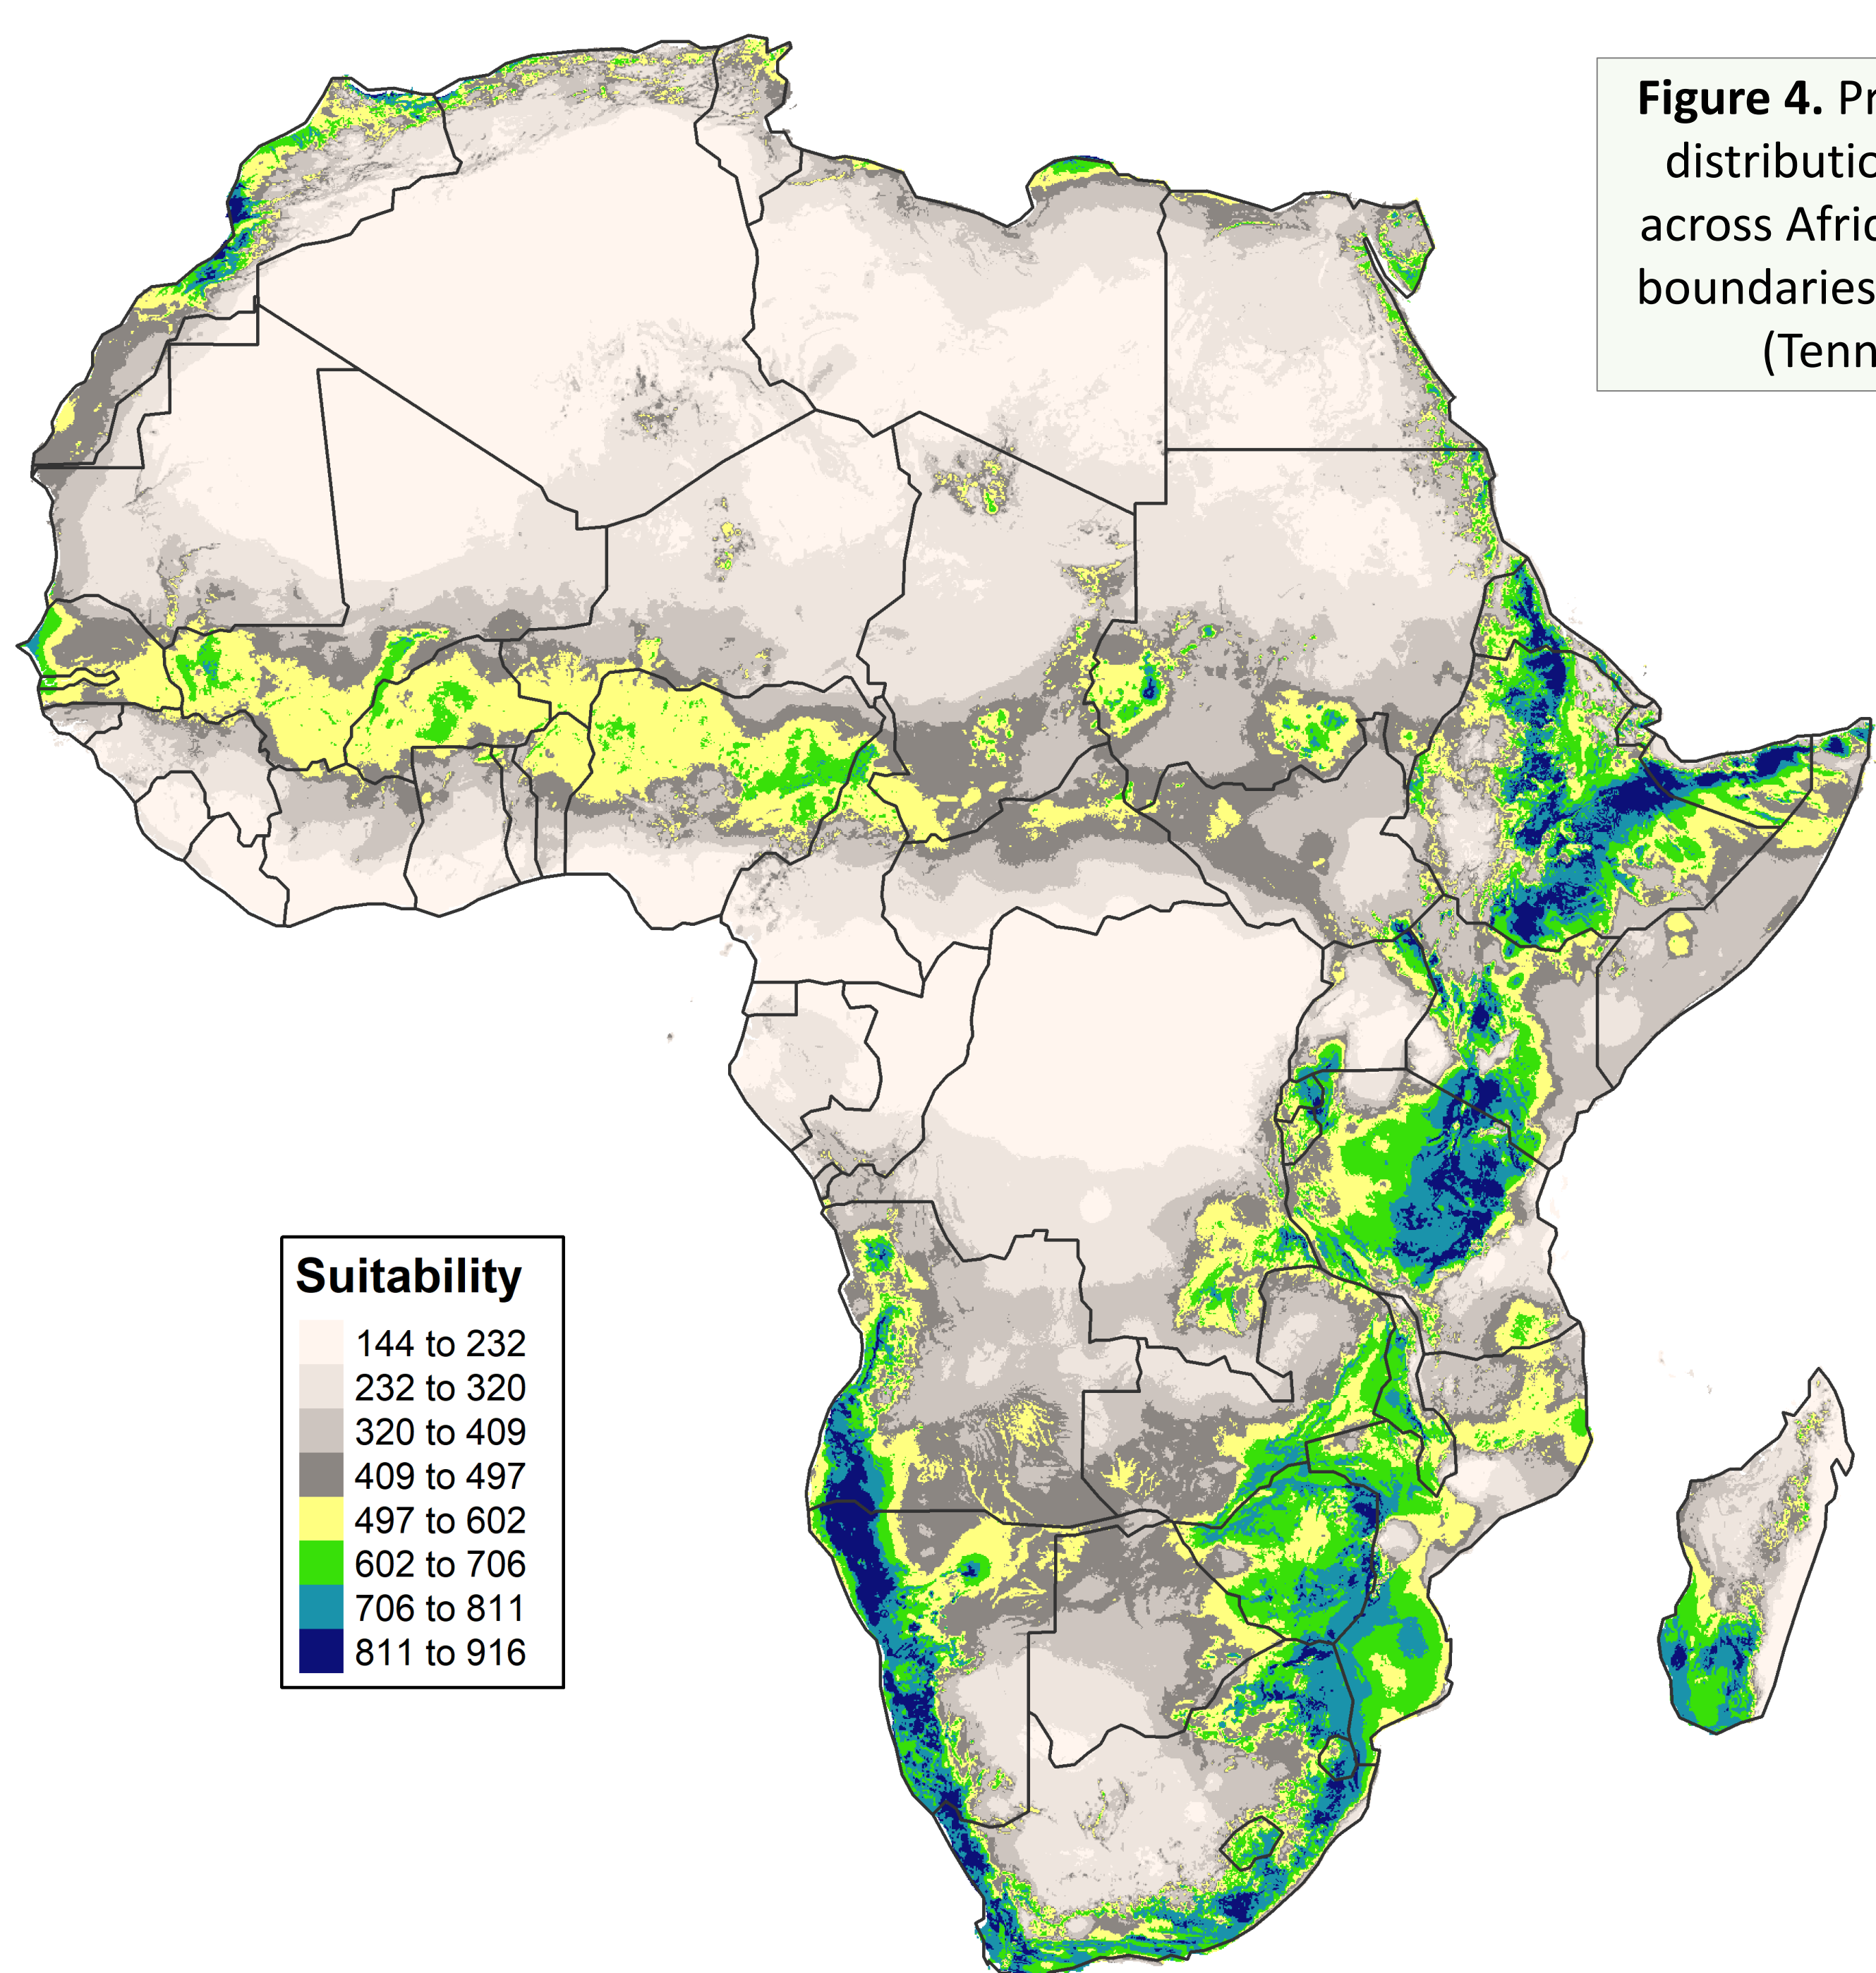 Figure 4. Pr
distributio
across Afric
boundaries
(Tenn
Suitability
144 to 232
232 to 320
320 to 409
409 to 497
497 to 602
602 to 706
706 to 811
811 to 916